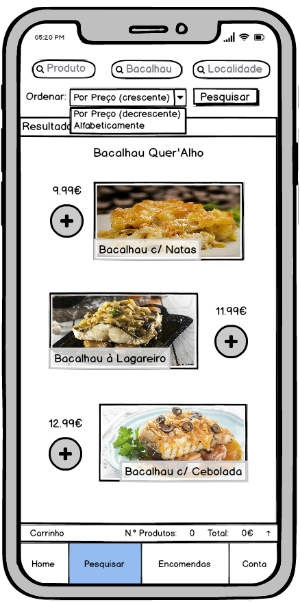 05:20 PM
Produto Bacalhau Localidade
Ordenar: Por Preço (crescente) Pesquisar
Por Preço (decrescente)
Alfabeticamente
Resultado
Bacalhau Quer'Alho
9.99€
+
Bacalhau c/ Natas
11.99€
+
Bacalhau à Lagareiro
12.99€
+
Bacalhau c/ Cebolada
Carrinho N.º Produtos: 0 Total: 0€ ↑
Home Pesquisar Encomendas Conta